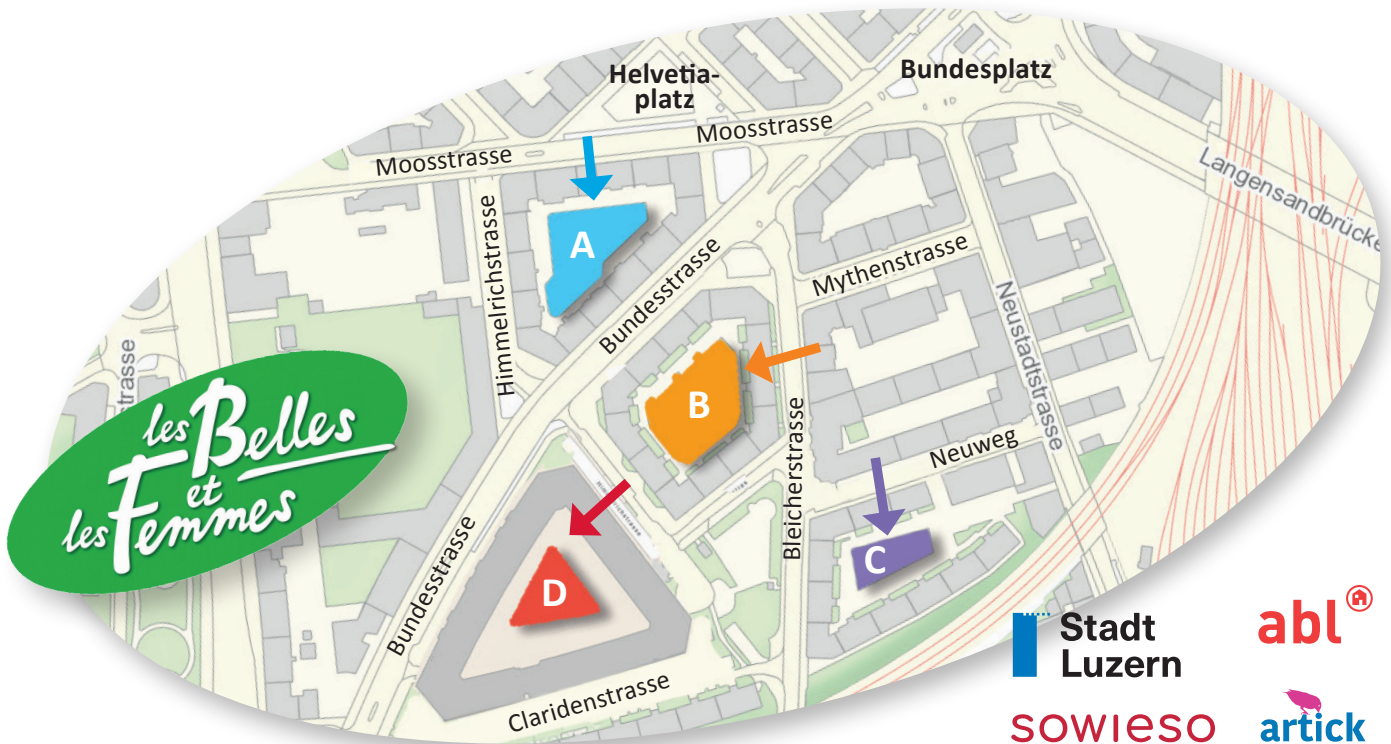 Helvetia-
platz
Bundesplatz
Moosstrasse
Moosstrasse
Langensandbrücke
A
Himmelrichstrasse
Bundesstrasse
Mythenstrasse
Neustadtstrasse
strasse
B
les Belles
et
les Femmes
Bleicherstrasse
Neuweg
C
D
Bundesstrasse
Claridenstrasse
Stadt
Luzern
abl
sowieso
artick